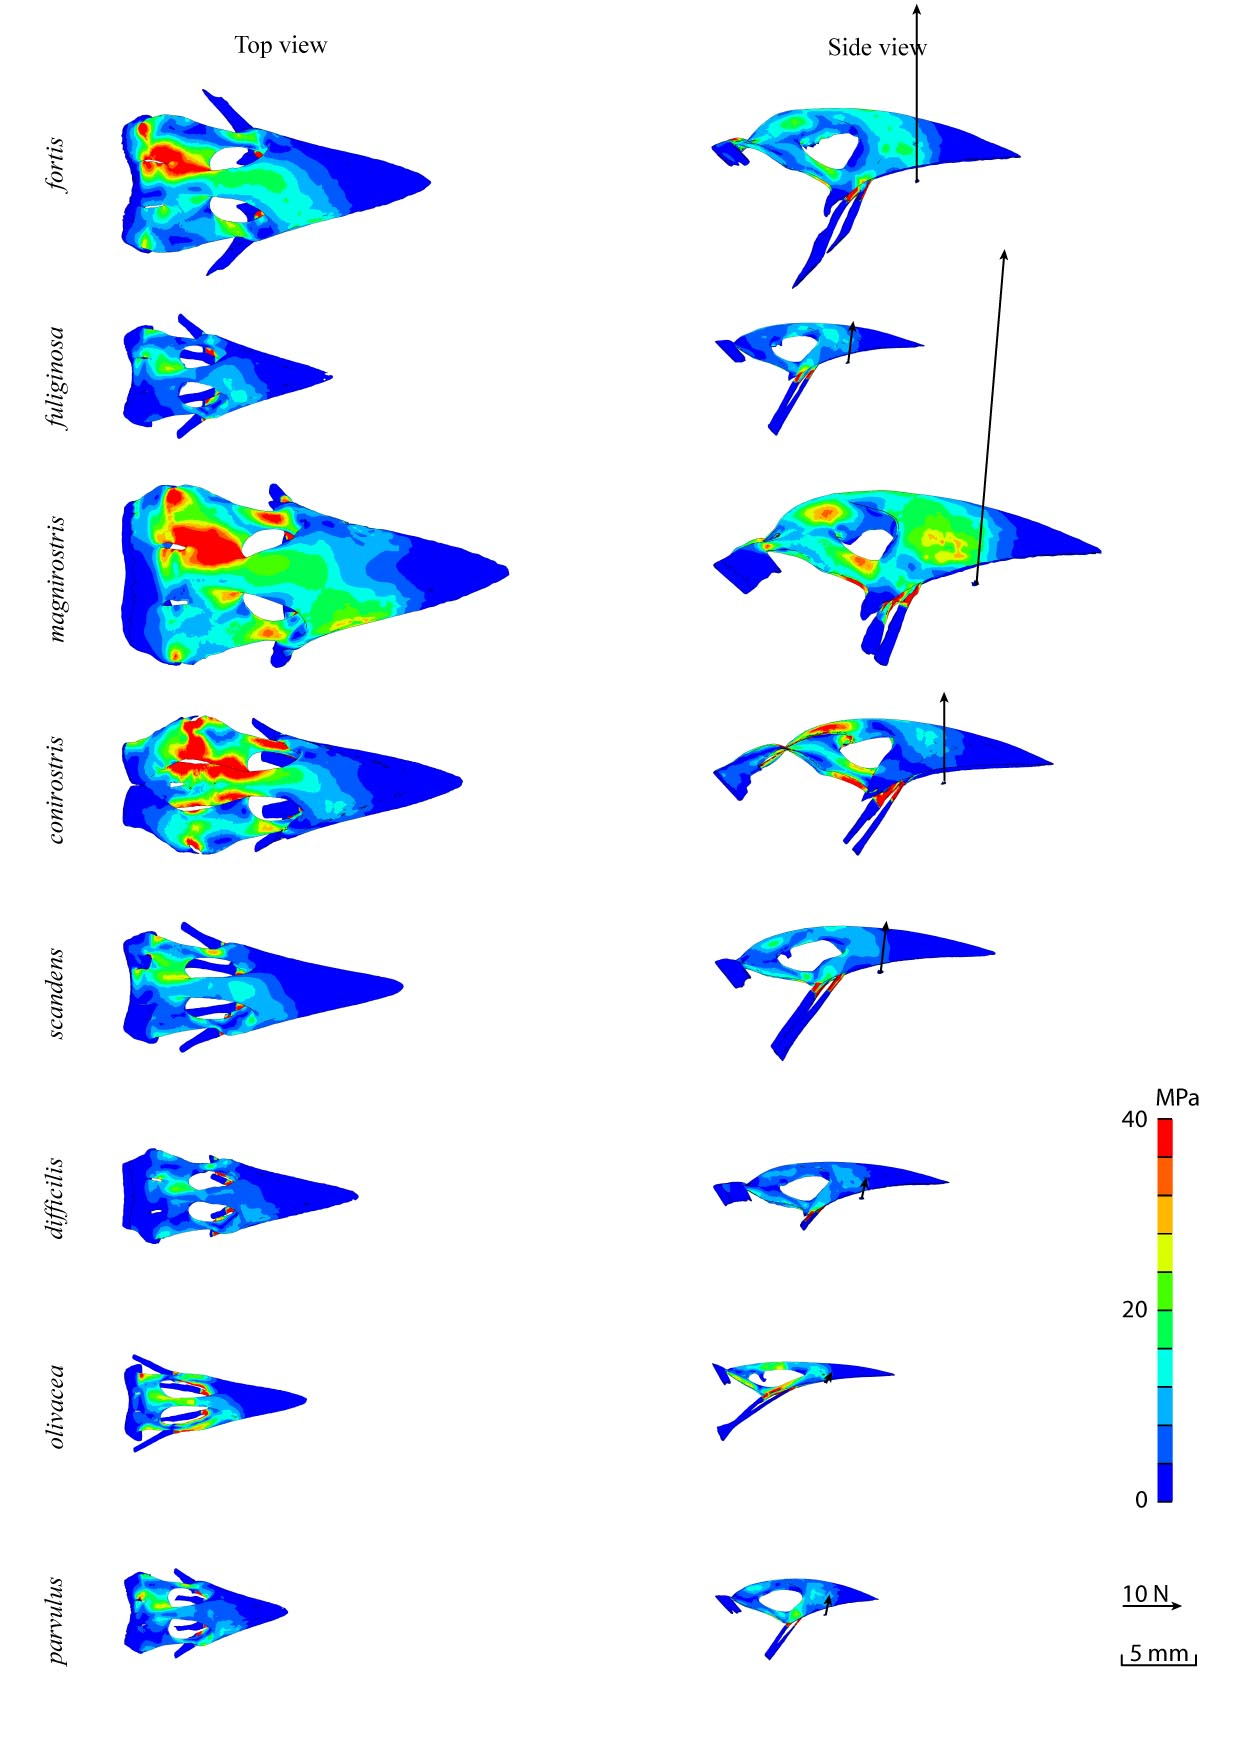 Top view
Side view
fortis
fuliginosa
magnirostris
conirostris
scandens
difficilis
olivacea
parvulus
MPa
40
20
0
10 N
5 mm